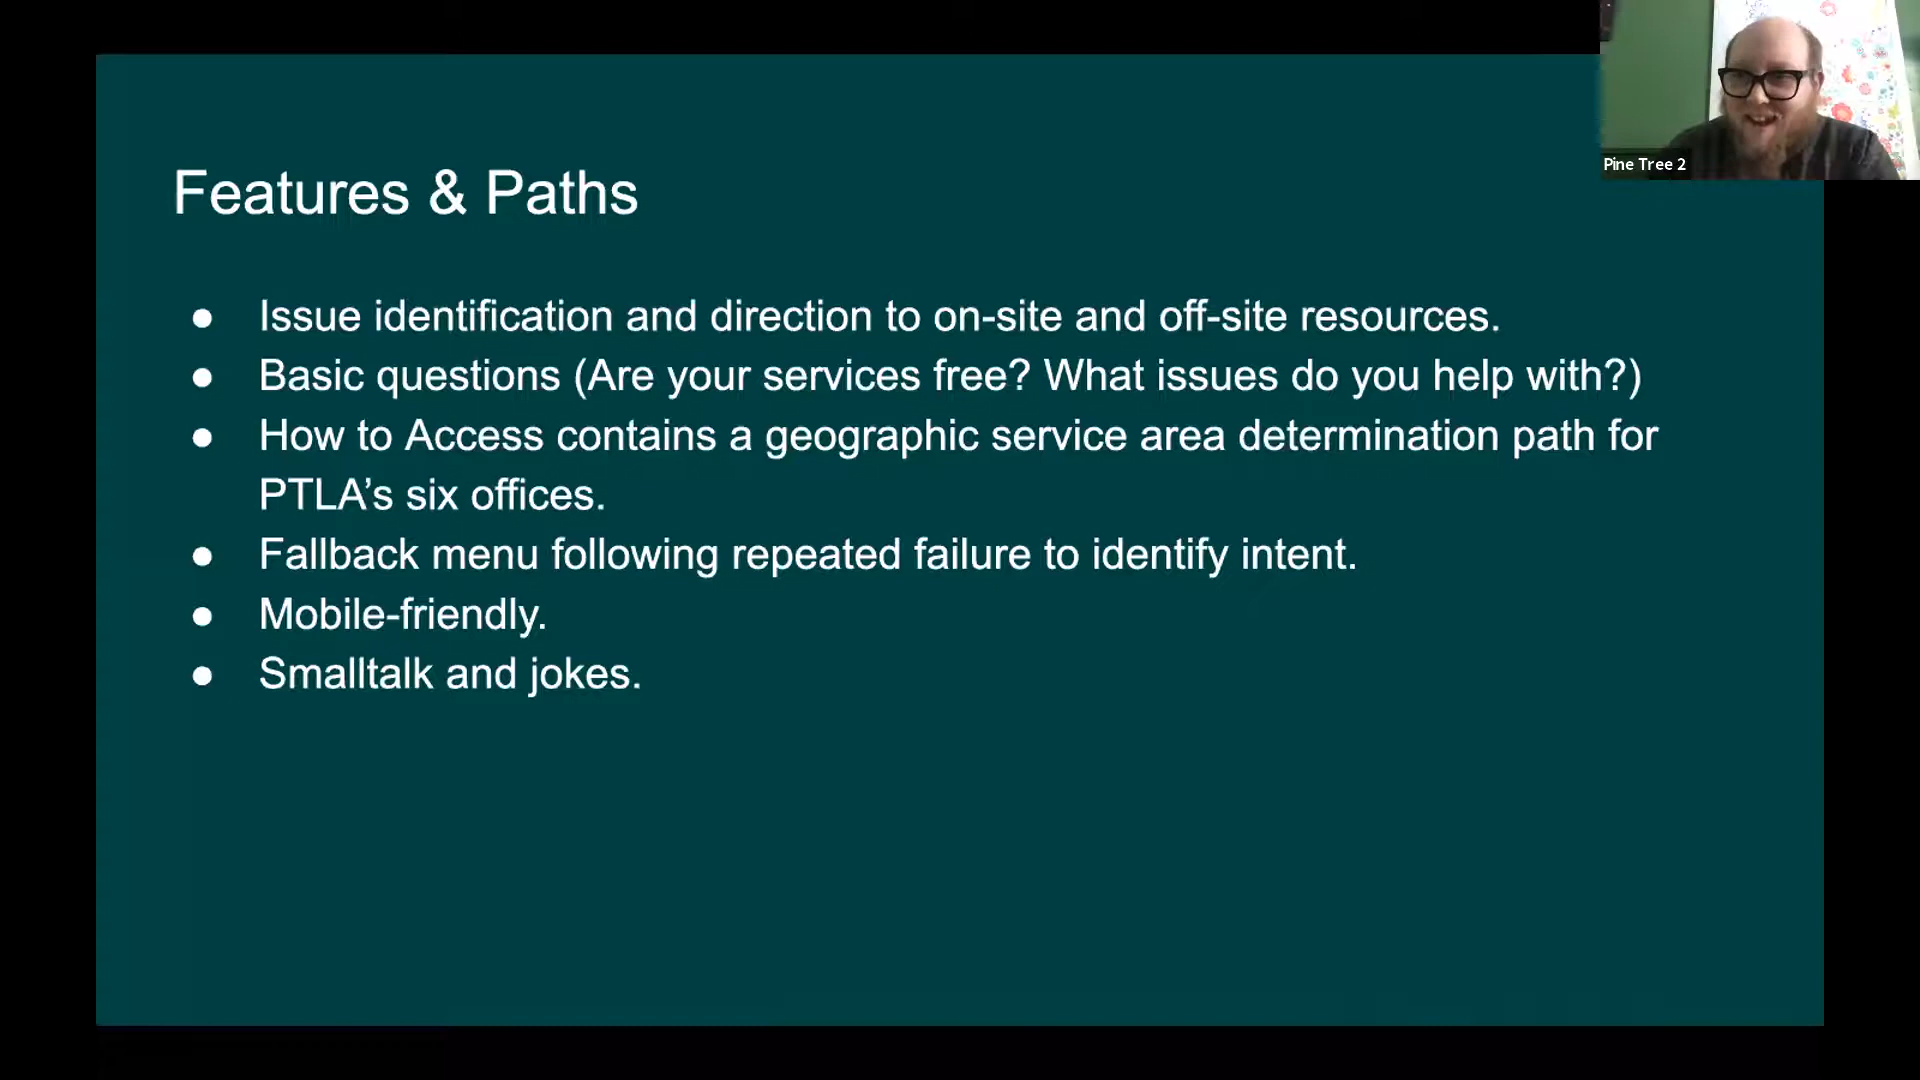 Pine Tree 2
Features & Paths
● Issue identification and direction to on-site and off-site resources.
● Basic questions (Are your services free? What issues do you help with?)
● How to Access contains a geographic service area determination path for
PTLA’s six offices.
● Fallback menu following repeated failure to identify intent.
● Mobile-friendly.
● Smalltalk and jokes.